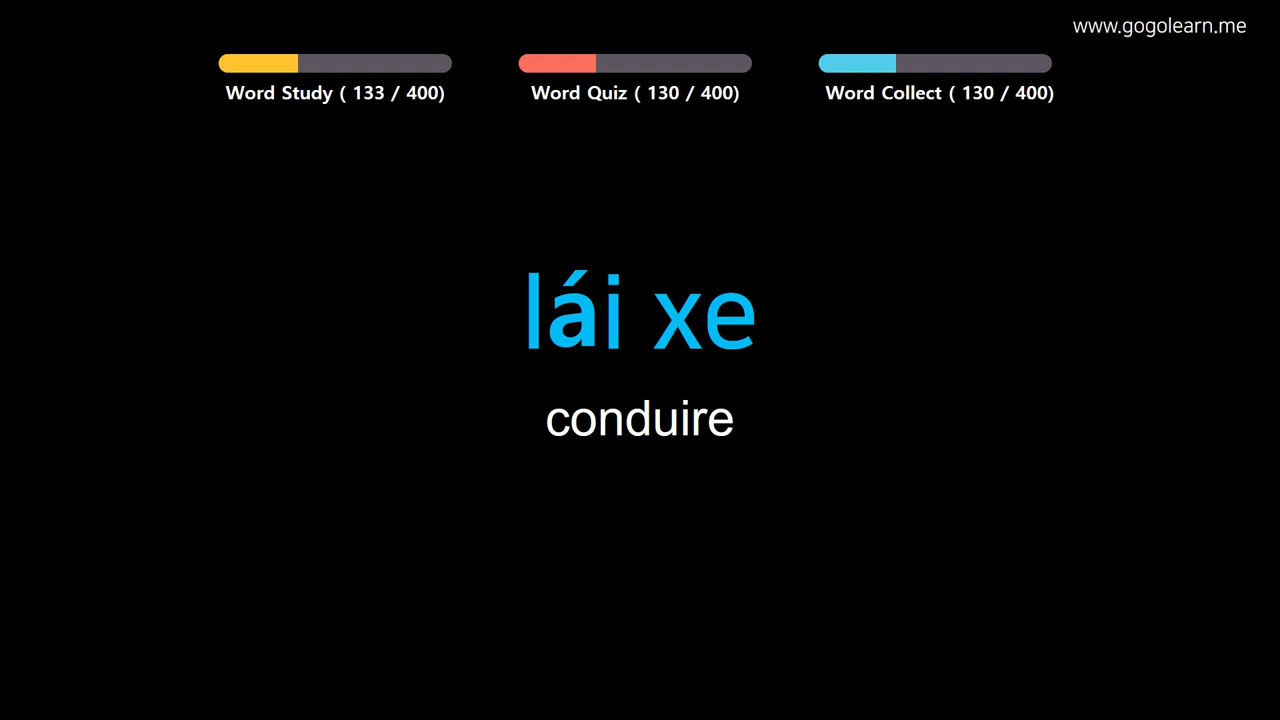 www.gogolearn.me
Word Study ( 133 / 400)
Word Quiz ( 130 / 400)
Word Collect ( 130 / 400)
lái xe
conduire